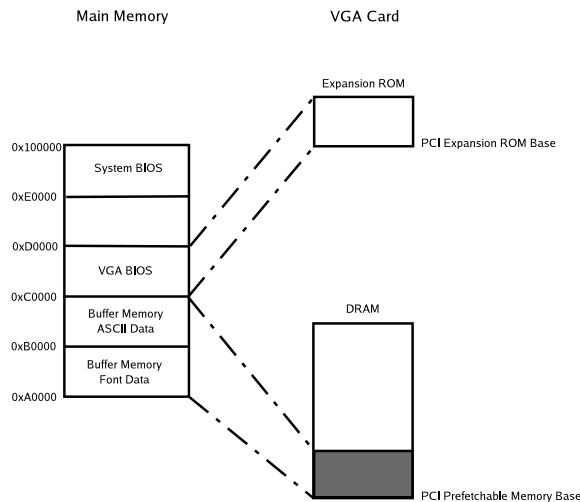 Main Memory
VGA Card
Expansion ROM
PCI Expansion ROM Base
0x100000
System BIOS
0xE0000
0xD0000
VGA BIOS
0xC0000
Buffer Memory
ASCII Data
0xB0000
Buffer Memory
Font Data
0xA0000
DRAM
PCI Prefetchable Memory Base